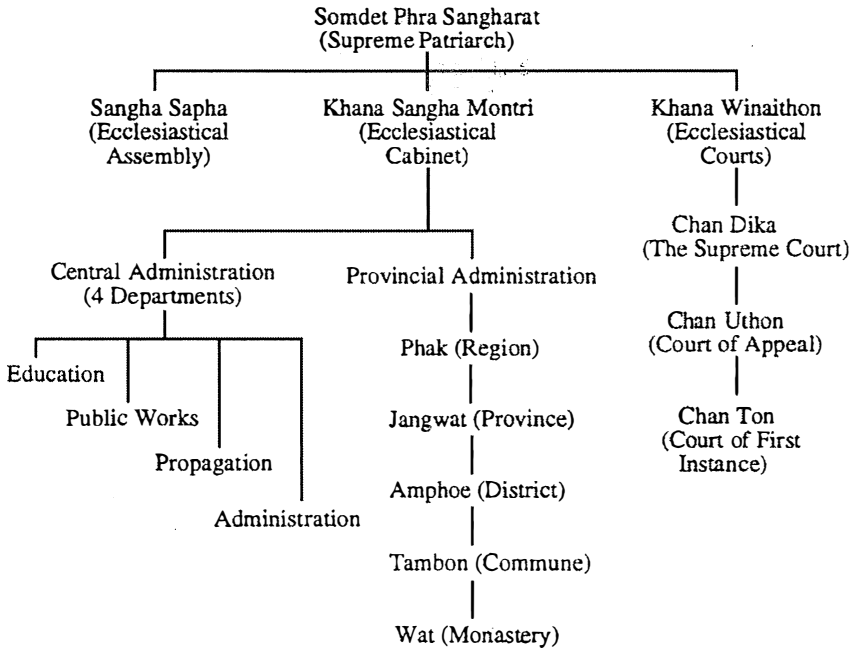 Somdet Phra Sangharat
(Supreme Patriarch)
Sangha Sapha
(Ecclesiastical
Assembly)
Khana Sangha Montri
(Ecclesiastical
Cabinet)
Khana Winaithon
(Ecclesiastical
Courts)
Central Administration
(4 Departments)
Education
Public Works
Propagation
Administration
Provincial Administration
Phak (Region)
Jangwat (Province)
Amphoe (District)
Tambon (Commune)
Wat (Monastery)
Chan Dika
(The Supreme Court)
Chan Uthon
(Court of Appeal)
Chan Ton
(Court of First
Instance)